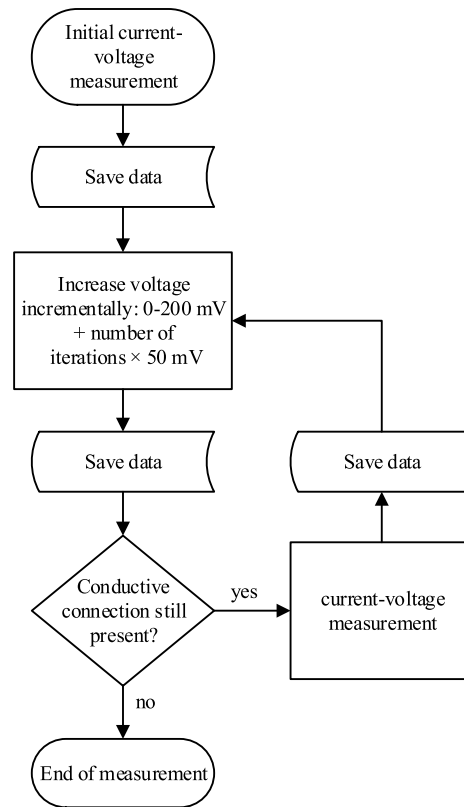 Initial current-
voltage
measurement
Save data
Increase voltage
incrementally: 0-200 mV
+ number of
iterations × 50 mV
Save data
Save data
Conductive
connection still
present?
yes
current-voltage
measurement
no
End of measurement